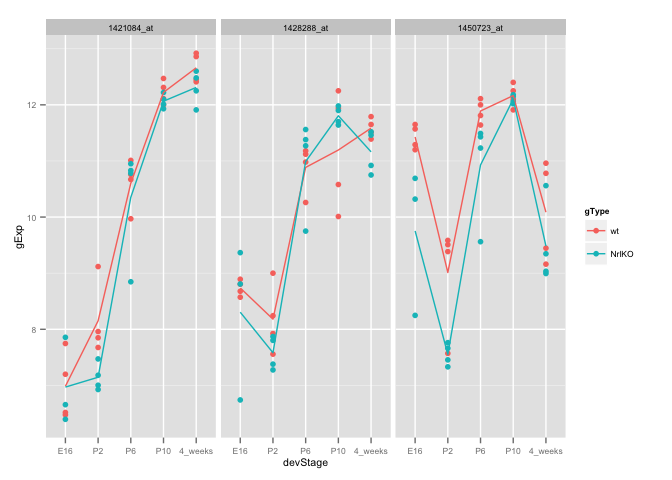 1421084_at 1428288_at 1450723_at
12
10
8
gExp
E16 P2 P6 P10 4_weeks E16 P2 P6 P10 4_weeks E16 P2 P6 P10 4_weeks
devStage
gType
wt
NrlKO